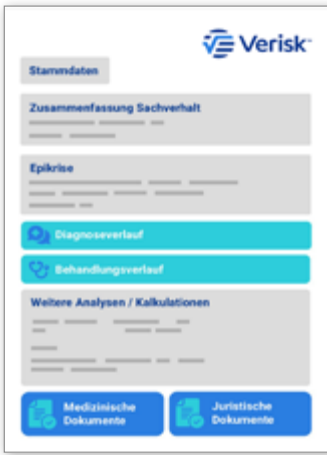 Verisk
Stammdaten
Zusammenfassung Sachverhalt
Epikrise
Diagnoseverlauf
Behandlungsverlauf
Weitere Analysen / Kalkulationen
Medizinische
Dokumente
Juristische
Dokumente